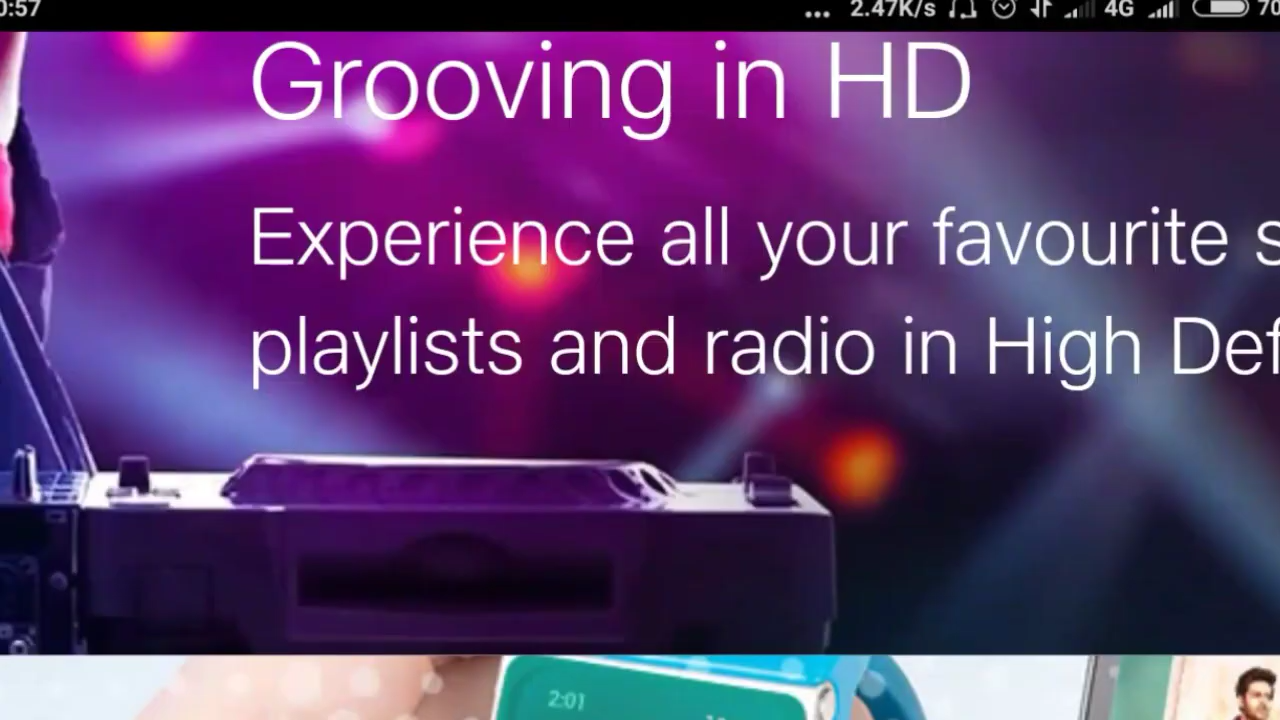 0:57 ... 2.47K/s 4G 70
Grooving in HD
Experience all your favourite s
playlists and radio in High Def
2:01